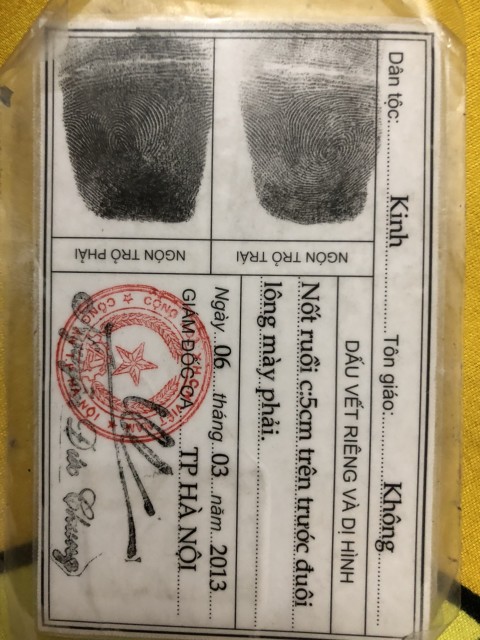 Dân tộc: Kinh Tôn giáo: Không
DẤU VẾT RIÊNG VÀ DỊ HÌNH
NGÓN TRỎ TRÁI
NGÓN TRỎ PHẢI
Nốt ruồi c:5cm trên trước đuôi
lông mày phải.
Ngày 06 tháng 03 năm 2013
GIÁM ĐỐC CA TP HÀ NỘI
Đức Chung